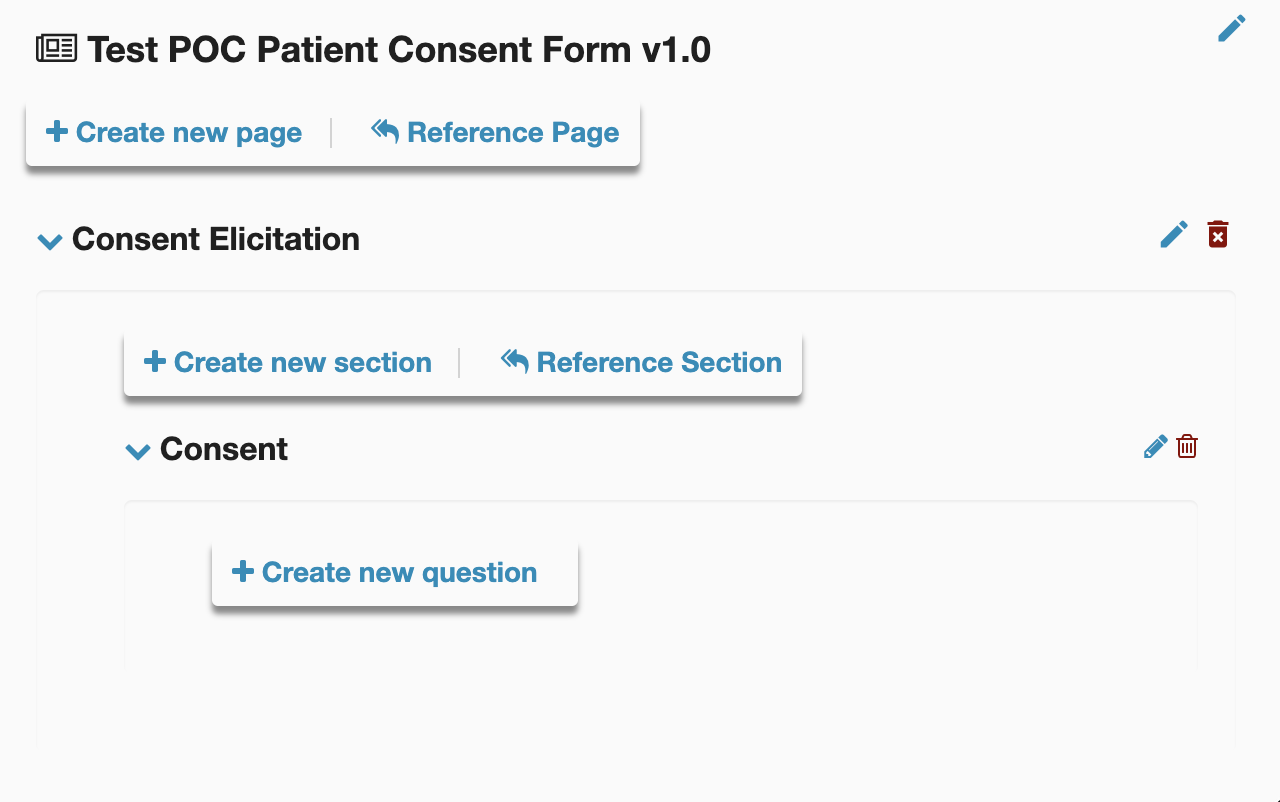 Test POC Patient Consent Form v1.0
Create new page
Reference Page
Consent Elicitation
Create new section
Reference Section
Consent
Create new question